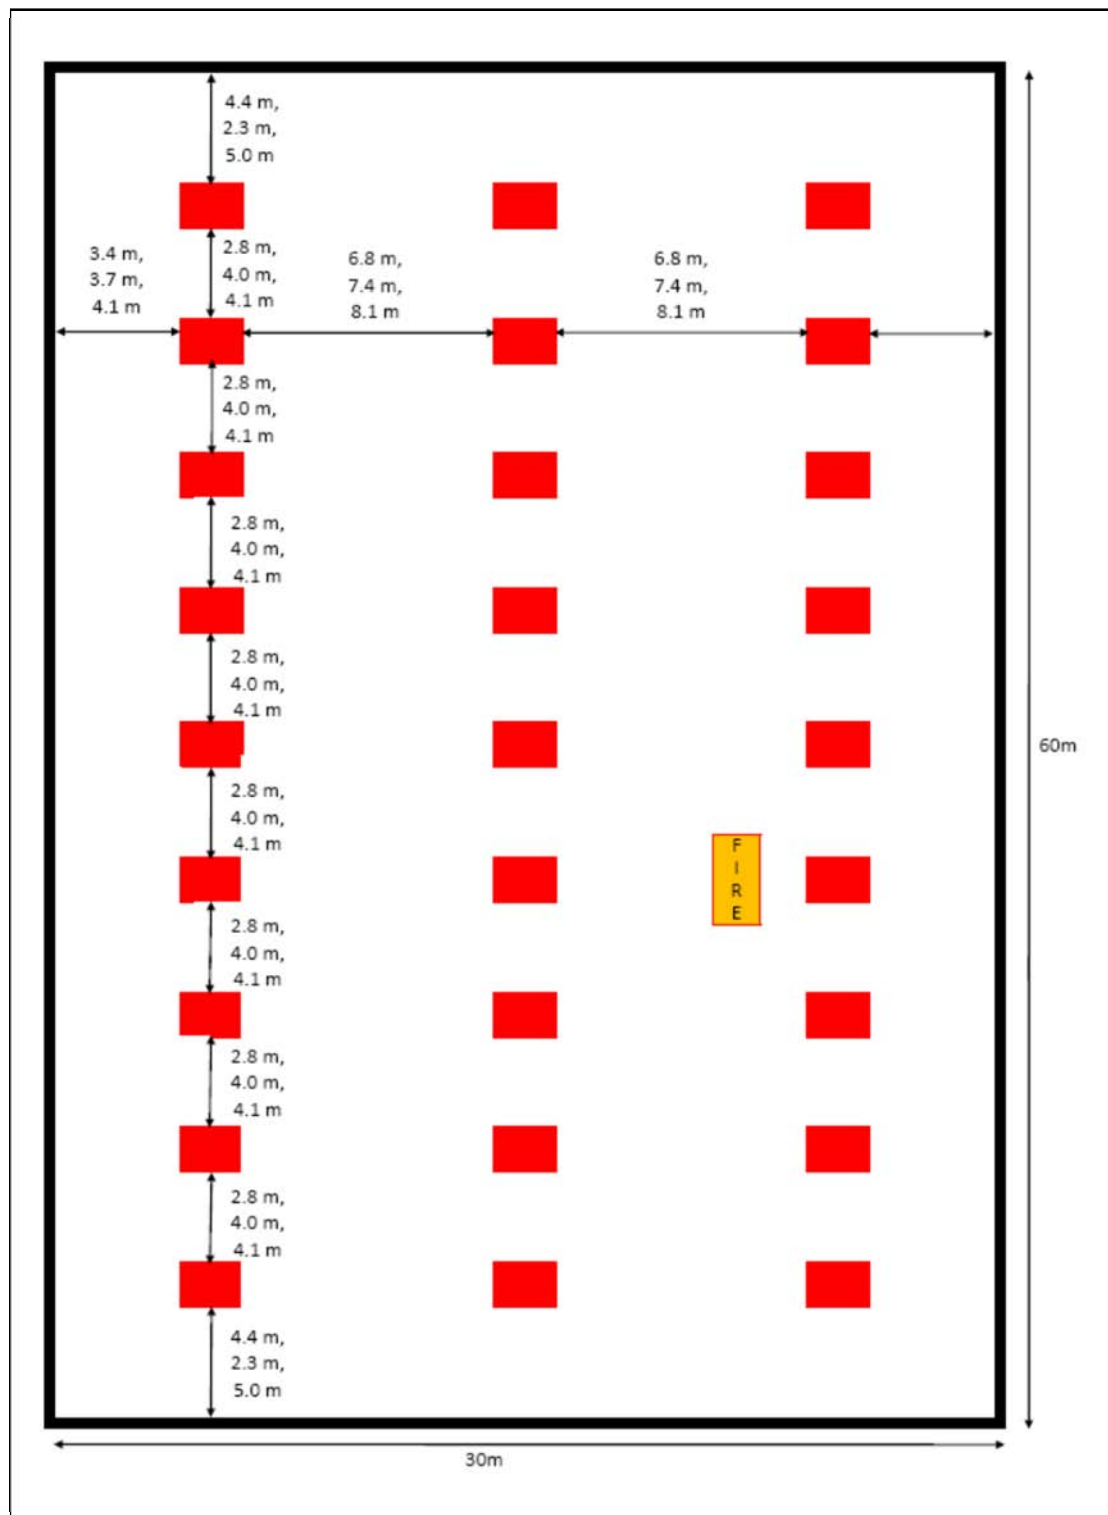 4.4 m,
2.3 m,
5.0 m
3.4 m,
3.7 m,
4.1 m
2.8 m,
4.0 m,
4.1 m
6.8 m,
7.4 m,
8.1 m
6.8 m,
7.4 m,
8.1 m
2.8 m,
4.0 m,
4.1 m
2.8 m,
4.0 m,
4.1 m
2.8 m,
4.0 m,
4.1 m
60m
2.8 m,
4.0 m,
4.1 m
F
I
R
E
2.8 m,
4.0 m,
4.1 m
2.8 m,
4.0 m,
4.1 m
2.8 m,
4.0 m,
4.1 m
4.4 m,
2.3 m,
5.0 m
30m